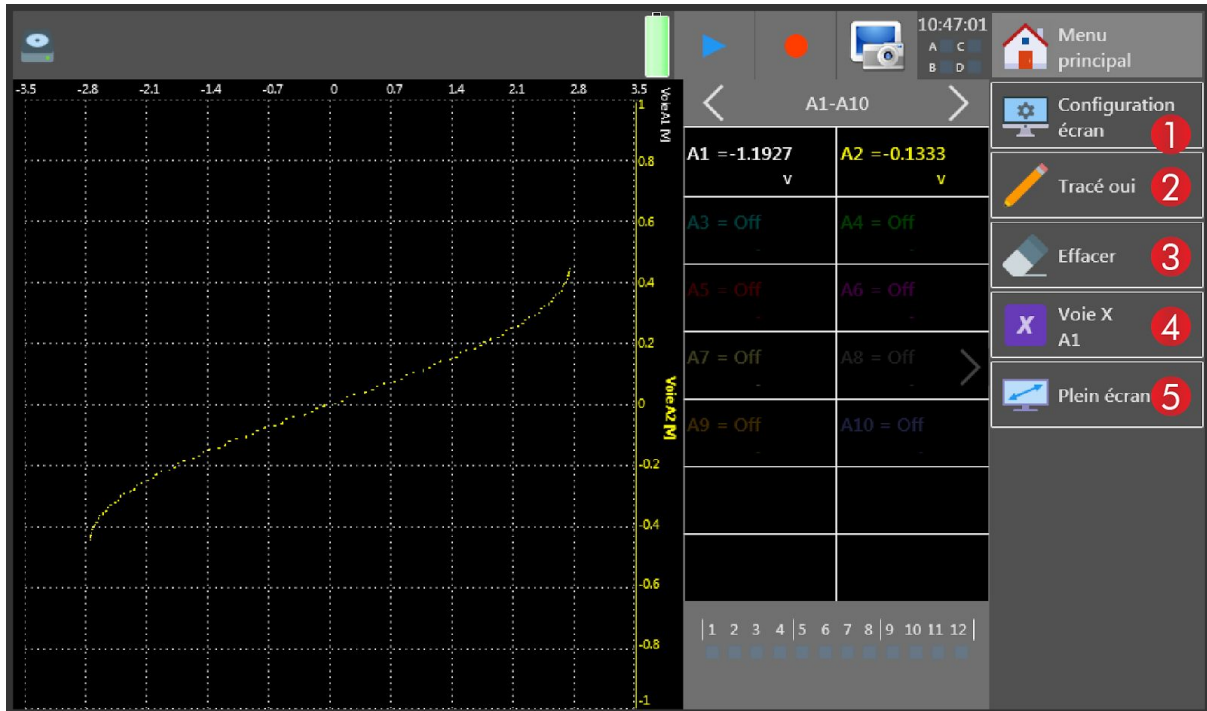 10:47:01
A C
B D
Menu
principal
-3.5 -2.8 -2.1 -1.4 -0.7 0 0.7 1.4 2.1 2.8 3.5
VoieA1 [V]
1
0.8
0.6
0.4
0.2
0
-0.2
-0.4
-0.6
-0.8
-1
Voie A2 [V]
A1-A10
A1 =-1.1927
V
A2 =-0.1333
V
A3 = Off
-
A4 = Off
-
A5 = Off
-
A6 = Off
-
A7 = Off
-
A8 = Off
-
A9 = Off
-
A10 = Off
-
1 2 3 4 5 6 7 8 9 10 11 12
Configuration
écran
1
Tracé oui
2
Effacer
3
X
Voie X
A1
4
Plein écran
5